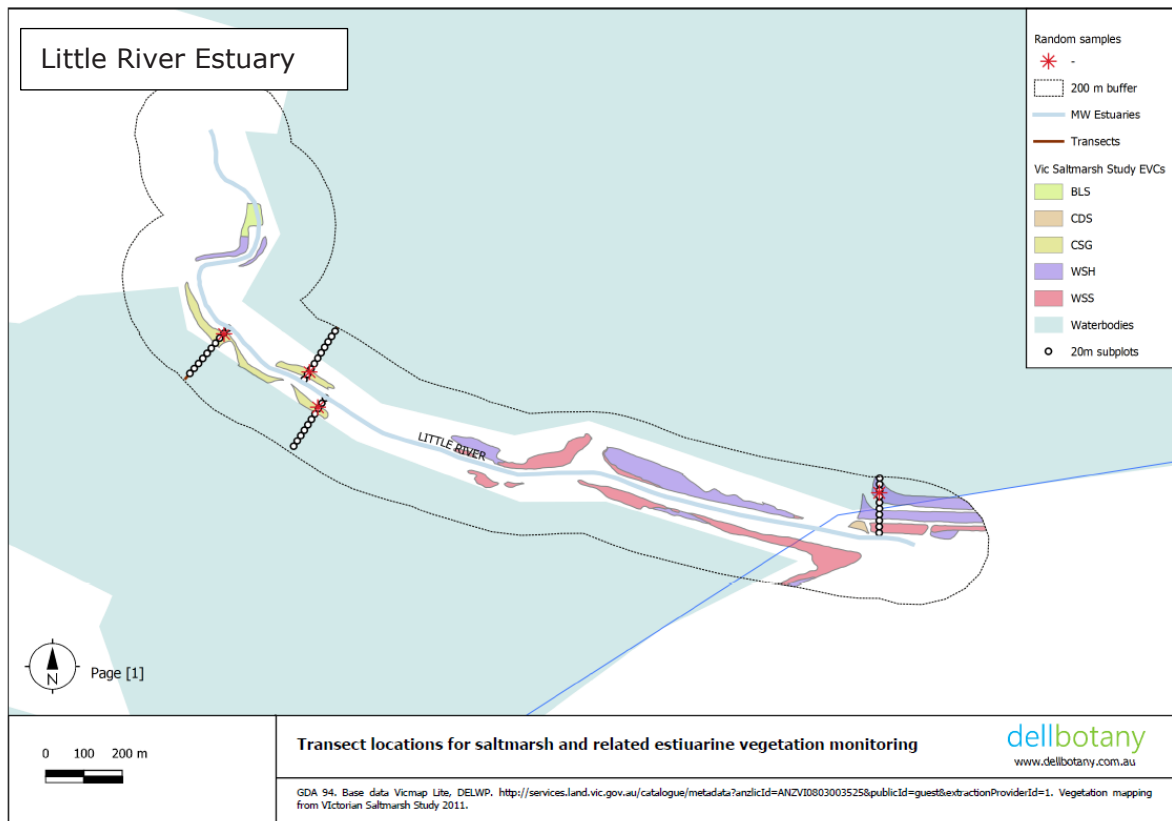 Little River Estuary
Random samples
-
200 m buffer
MW Estuaries
Transects
Vic Saltmarsh Study EVCs
BLS
CDS
CSG
WSH
WSS
Waterbodies
20m subplots
LITTLE RIVER
N
Page [1]
0 100 200 m
Transect locations for saltmarsh and related estiuarine vegetation monitoring
dellbotany
www.dellbotany.com.au
GDA 94. Base data Vicmap Lite, DELWP. http://services.land.vic.gov.au/catalogue/metadata?anzlicId=ANZVI0803003525&publicId=guest&extractionProviderId=1. Vegetation mapping
from VIctorian Saltmarsh Study 2011.